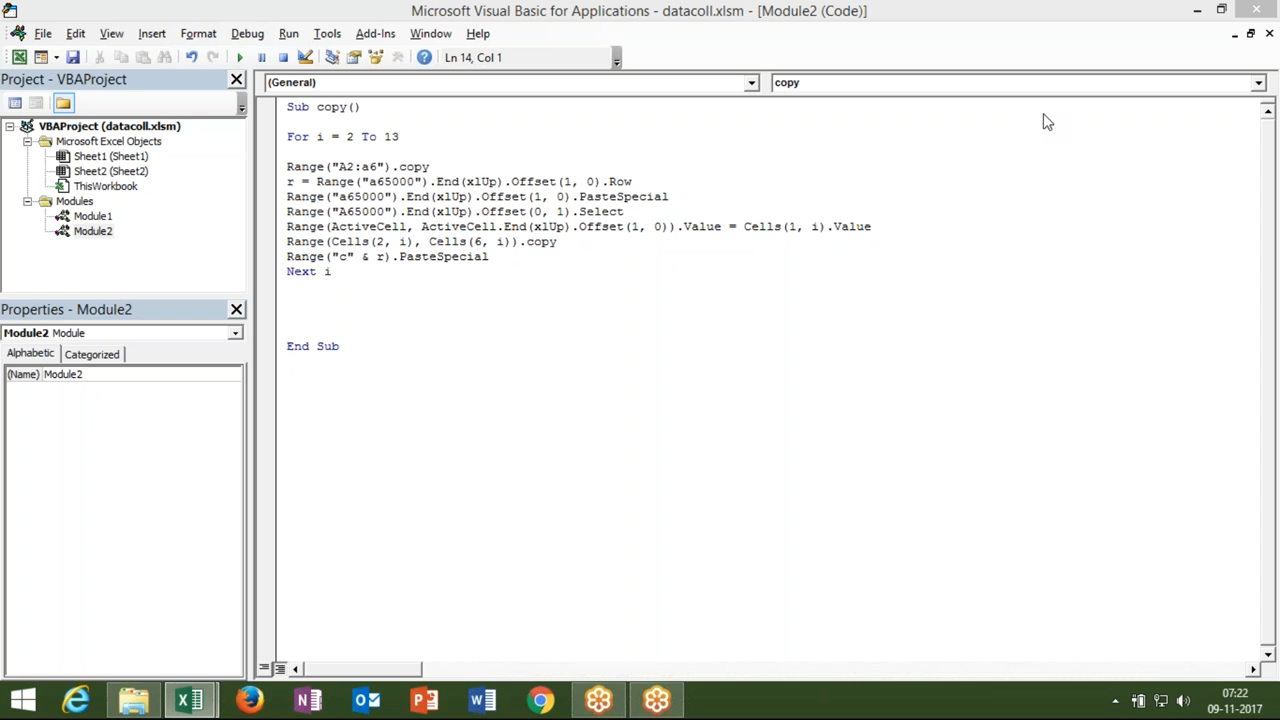 Microsoft Visual Basic for Applications - datacoll.xlsm - [Module2 (Code)]
File Edit View Insert Format Debug Run Tools Add-Ins Window Help
Ln 14, Col 1
Project - VBAProject
(General)
copy
VBAProject (datacoll.xlsm)
Microsoft Excel Objects
Sheet1 (Sheet1)
Sheet2 (Sheet2)
ThisWorkbook
Modules
Module1
Module2
Properties - Module2
Module2 Module
Alphabetic Categorized
(Name) Module2
Sub copy()
For i = 2 To 13
Range("A2:a6").copy
r = Range("a65000").End(xlUp).Offset(1, 0).Row
Range("a65000").End(xlUp).Offset(1, 0).PasteSpecial
Range("A65000").End(xlUp).Offset(0, 1).Select
Range(ActiveCell, ActiveCell.End(xlUp).Offset(1, 0)).Value = Cells(1, i).Value
Range(Cells(2, i), Cells(6, i)).copy
Range("c" & r).PasteSpecial
Next i
End Sub
07:22
09-11-2017